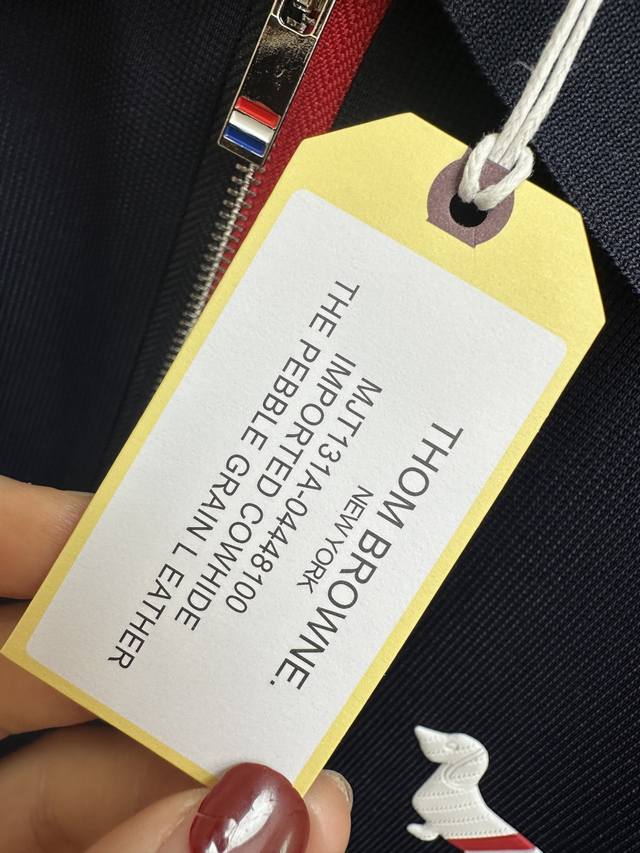 THOM BROWNE.
NEW YORK
MJT131A-04448100
IMPORTED COWHIDE
THE PEBBLE GRAIN L EATHER